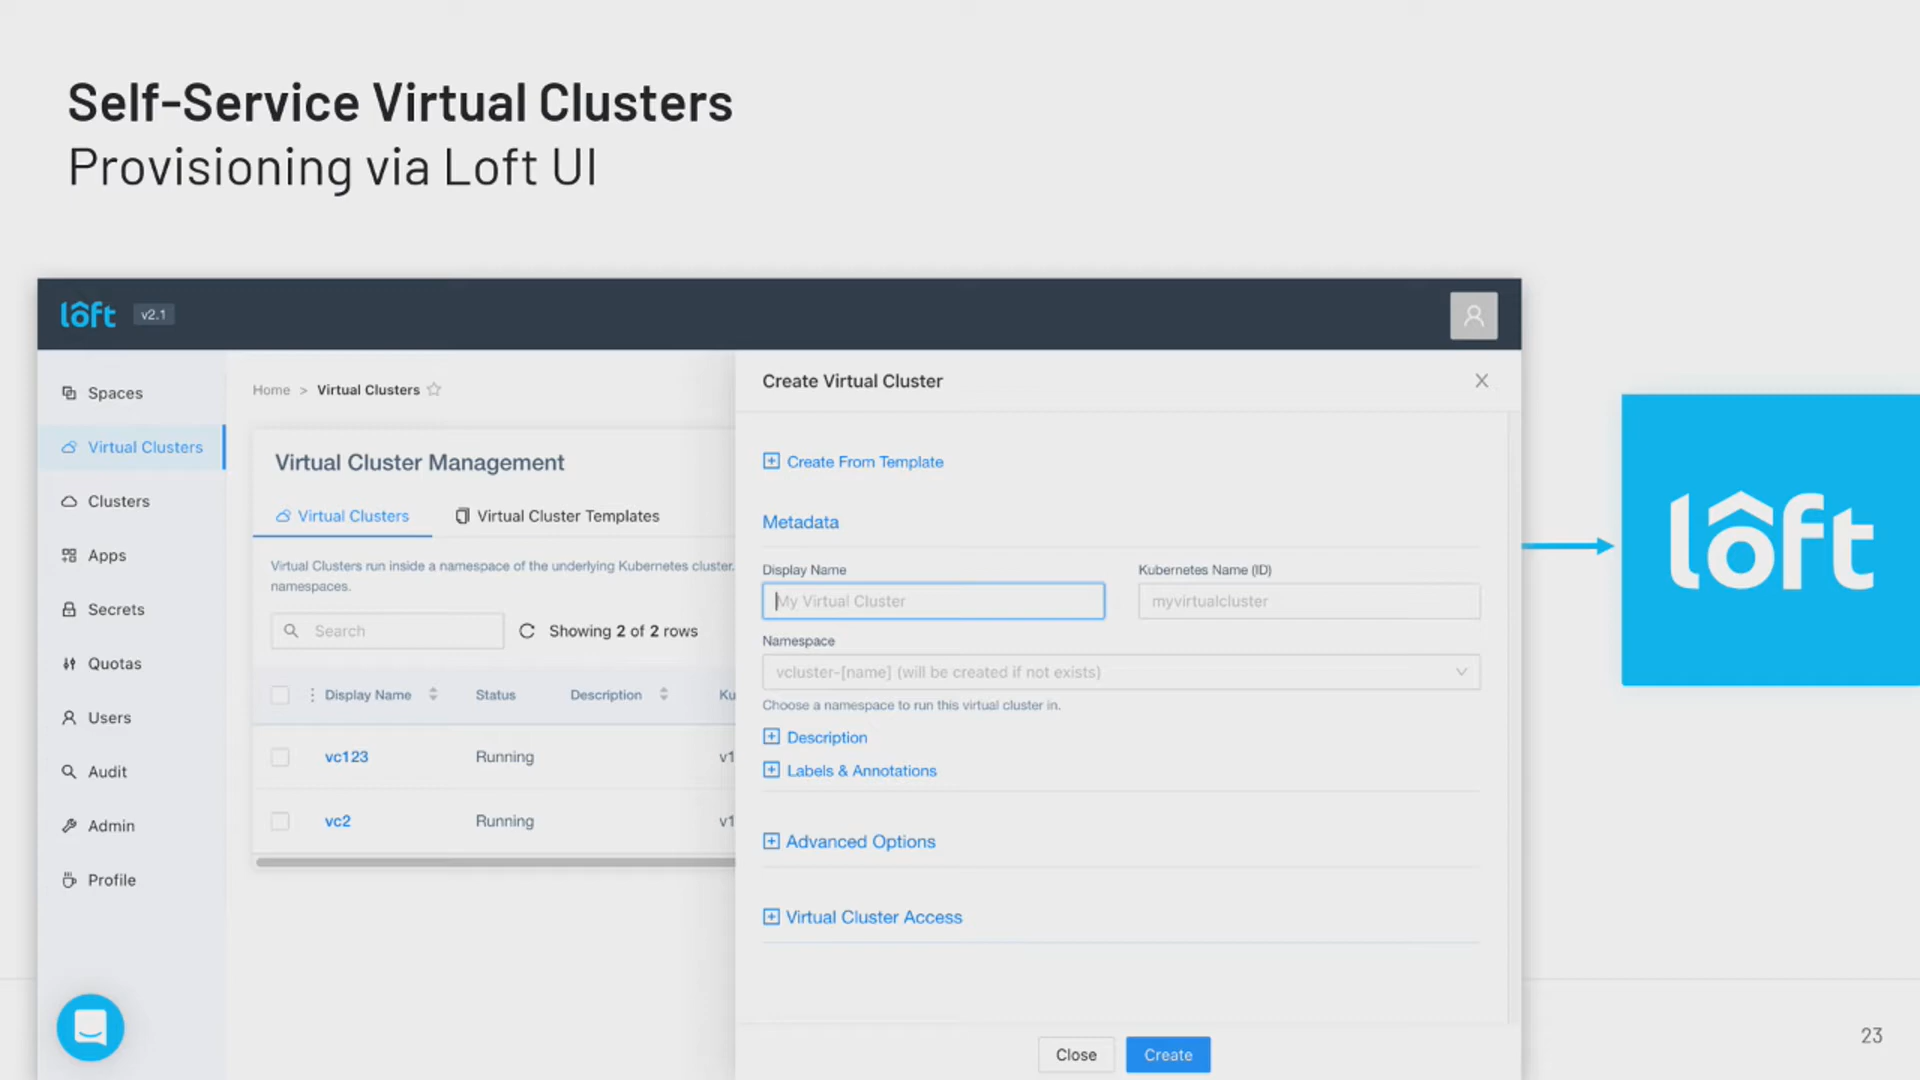 Self-Service Virtual Clusters
Provisioning via Loft UI
loft v2.1
Spaces
Virtual Clusters
Clusters
Apps
Secrets
Quotas
Users
Audit
Admin
Profile
Home > Virtual Clusters
Virtual Cluster Management
Virtual Clusters Virtual Cluster Templates
Virtual Clusters run inside a namespace of the underlying Kubernetes cluster.
namespaces.
Search Showing 2 of 2 rows
Display Name Status Description Ku
vc123 Running v1
vc2 Running v1
Create Virtual Cluster
Create From Template
Metadata
Display Name Kubernetes Name (ID)
My Virtual Cluster myvirtualcluster
Namespace
vcluster-[name] (will be created if not exists)
Choose a namespace to run this virtual cluster in.
Description
Labels & Annotations
Advanced Options
Virtual Cluster Access
Close Create
loft
23